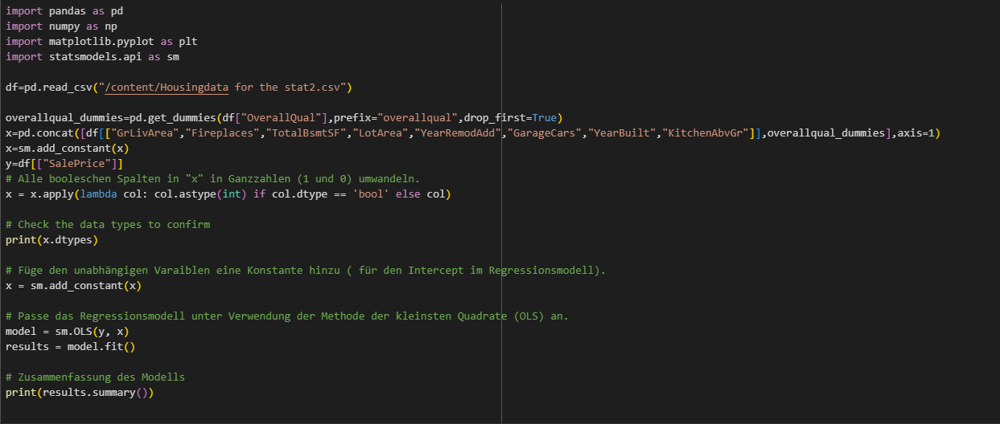 import pandas as pd
import numpy as np
import matplotlib.pyplot as plt
import statsmodels.api as sm
df=pd.read_csv("/content/Housingdata for the stat2.csv")
overallqual_dummies=pd.get_dummies(df["OverallQual"],prefix="overallqual",drop_first=True)
x=pd.concat([df[["GrLivArea","Fireplaces","TotalBsmtSF","LotArea","YearRemodAdd","GarageCars","YearBuilt","KitchenAbvGr"]],overallqual_dummies],axis=1)
x=sm.add_constant(x)
y=df[["SalePrice"]]
# Alle booleschen Spalten in "x" in Ganzzahlen (1 und 0) umwandeln.
x = x.apply(lambda col: col.astype(int) if col.dtype == 'bool' else col)
# Check the data types to confirm
print(x.dtypes)
# Füge den unabhängigen Varaiblen eine Konstante hinzu ( für den Intercept im Regressionsmodell).
x = sm.add_constant(x)
# Passe das Regressionsmodell unter Verwendung der Methode der kleinsten Quadrate (OLS) an.
model = sm.OLS(y, x)
results = model.fit()
# Zusammenfassung des Modells
print(results.summary())